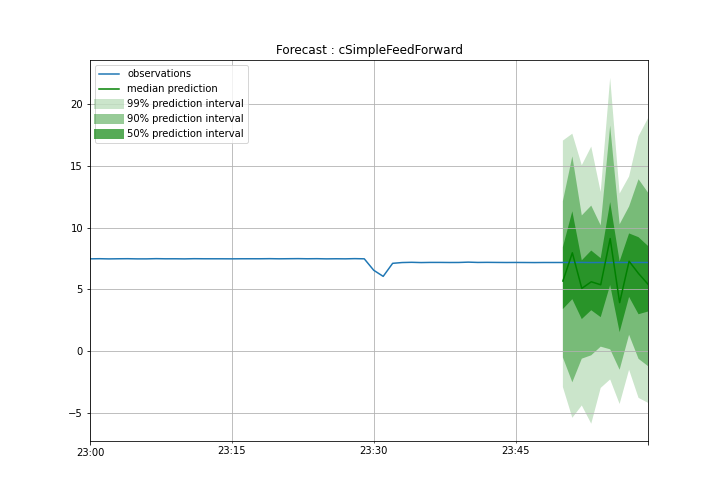 Forecast : cSimpleFeedForward
observations
median prediction
99% prediction interval
90% prediction interval
50% prediction interval
20
15
10
5
0
−5
23:00
23:15
23:30
23:45